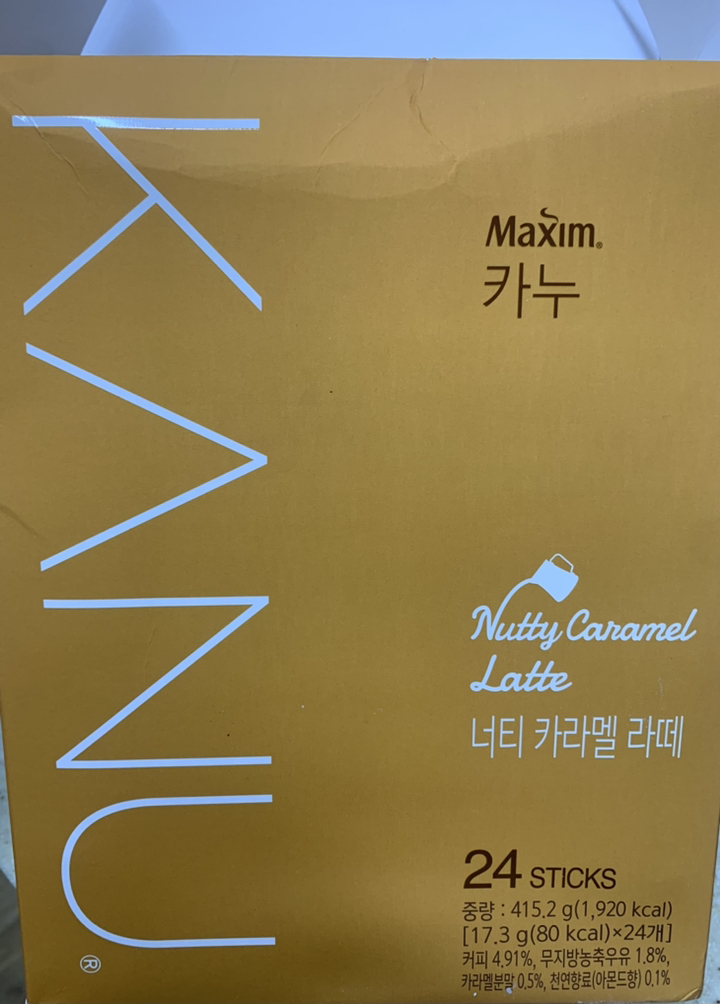 KANU®
Maxim®
카누
Nutty Caramel
Latte
너티 카라멜 라떼
24 STICKS
중량 : 415.2 g(1,920 kcal)
[17.3 g(80 kcal)×24개]
커피 4.91%, 무지방농축우유 1.8%,
카라멜분말 0.5%, 천연향료(아몬드향) 0.1%